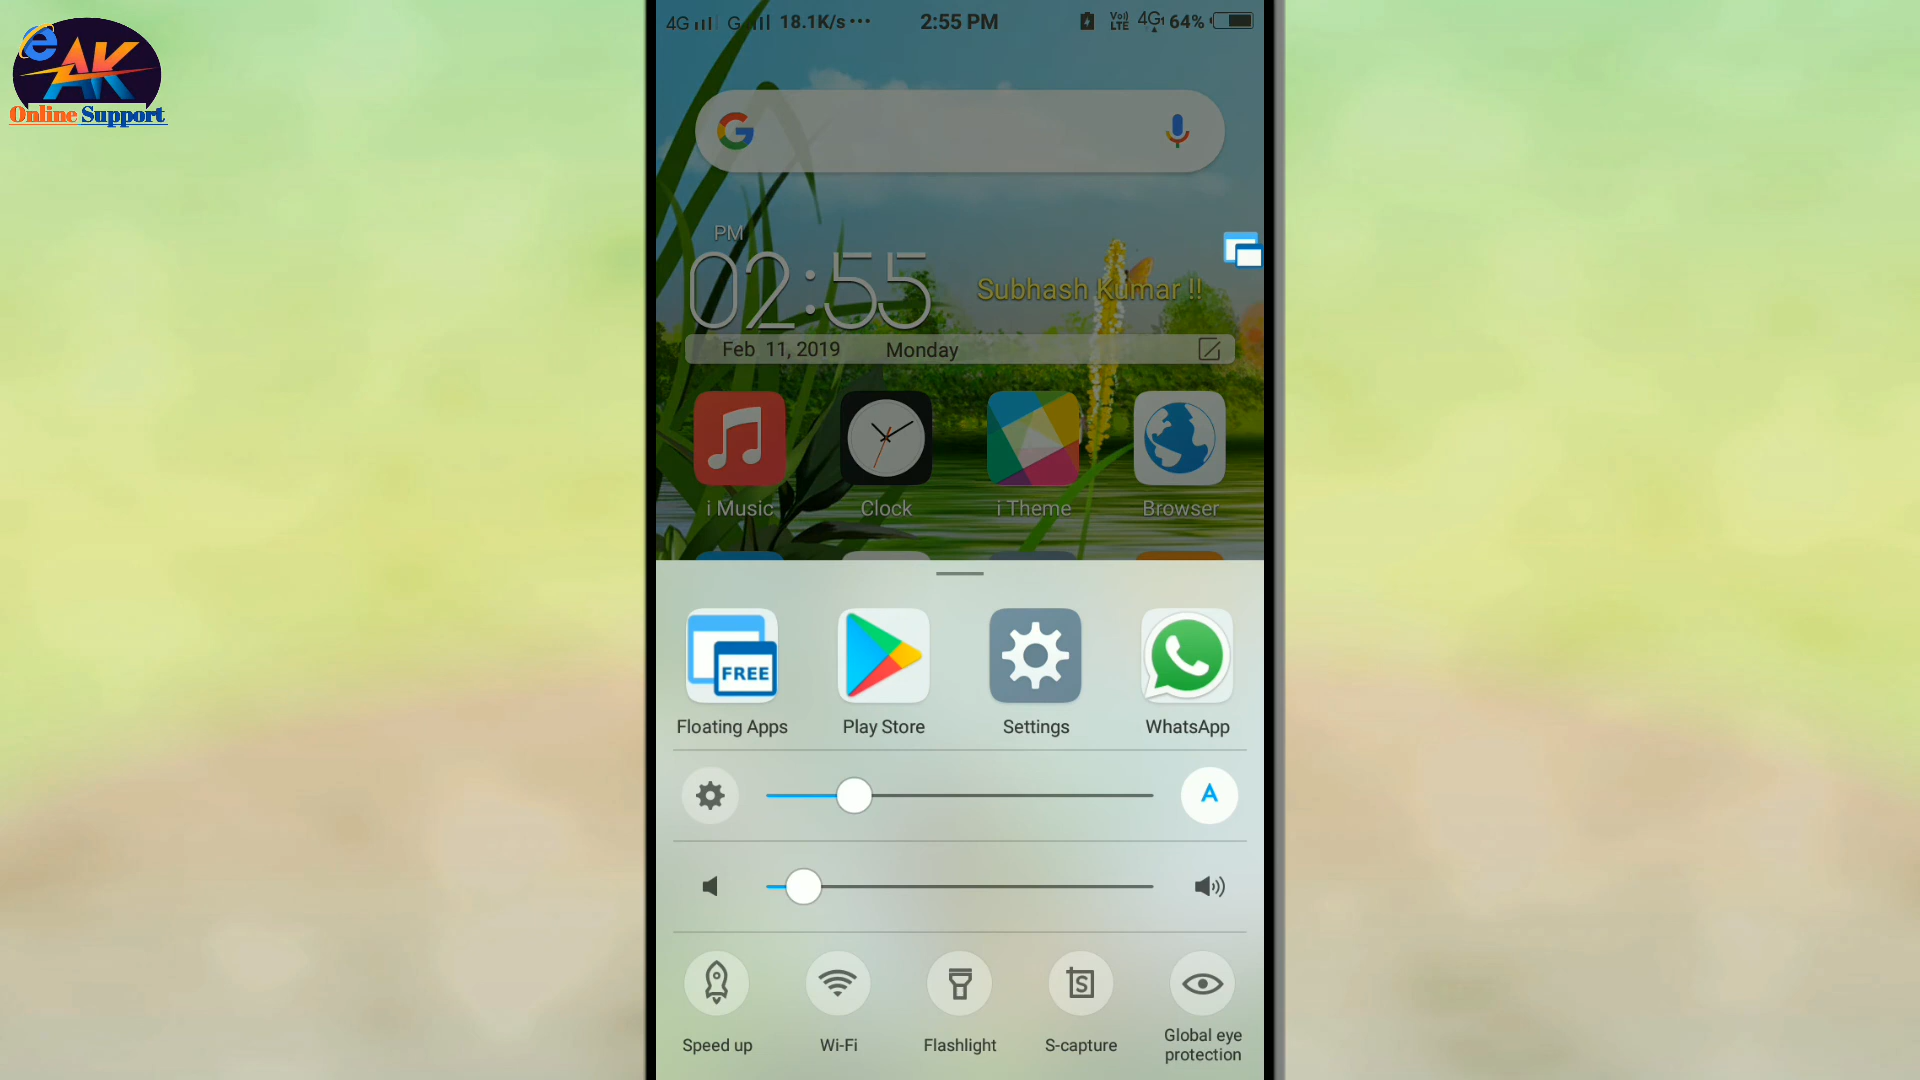 AK
Online Support
4G G 18.1K/s ··· 2:55 PM VoLTE 4G 64%
PM
02:55
Subhash Kumar !!
Feb 11, 2019 Monday
i Music Clock i Theme Browser
FREE
Floating Apps Play Store Settings WhatsApp
A
S
Speed up Wi-Fi Flashlight S-capture Global eye
protection